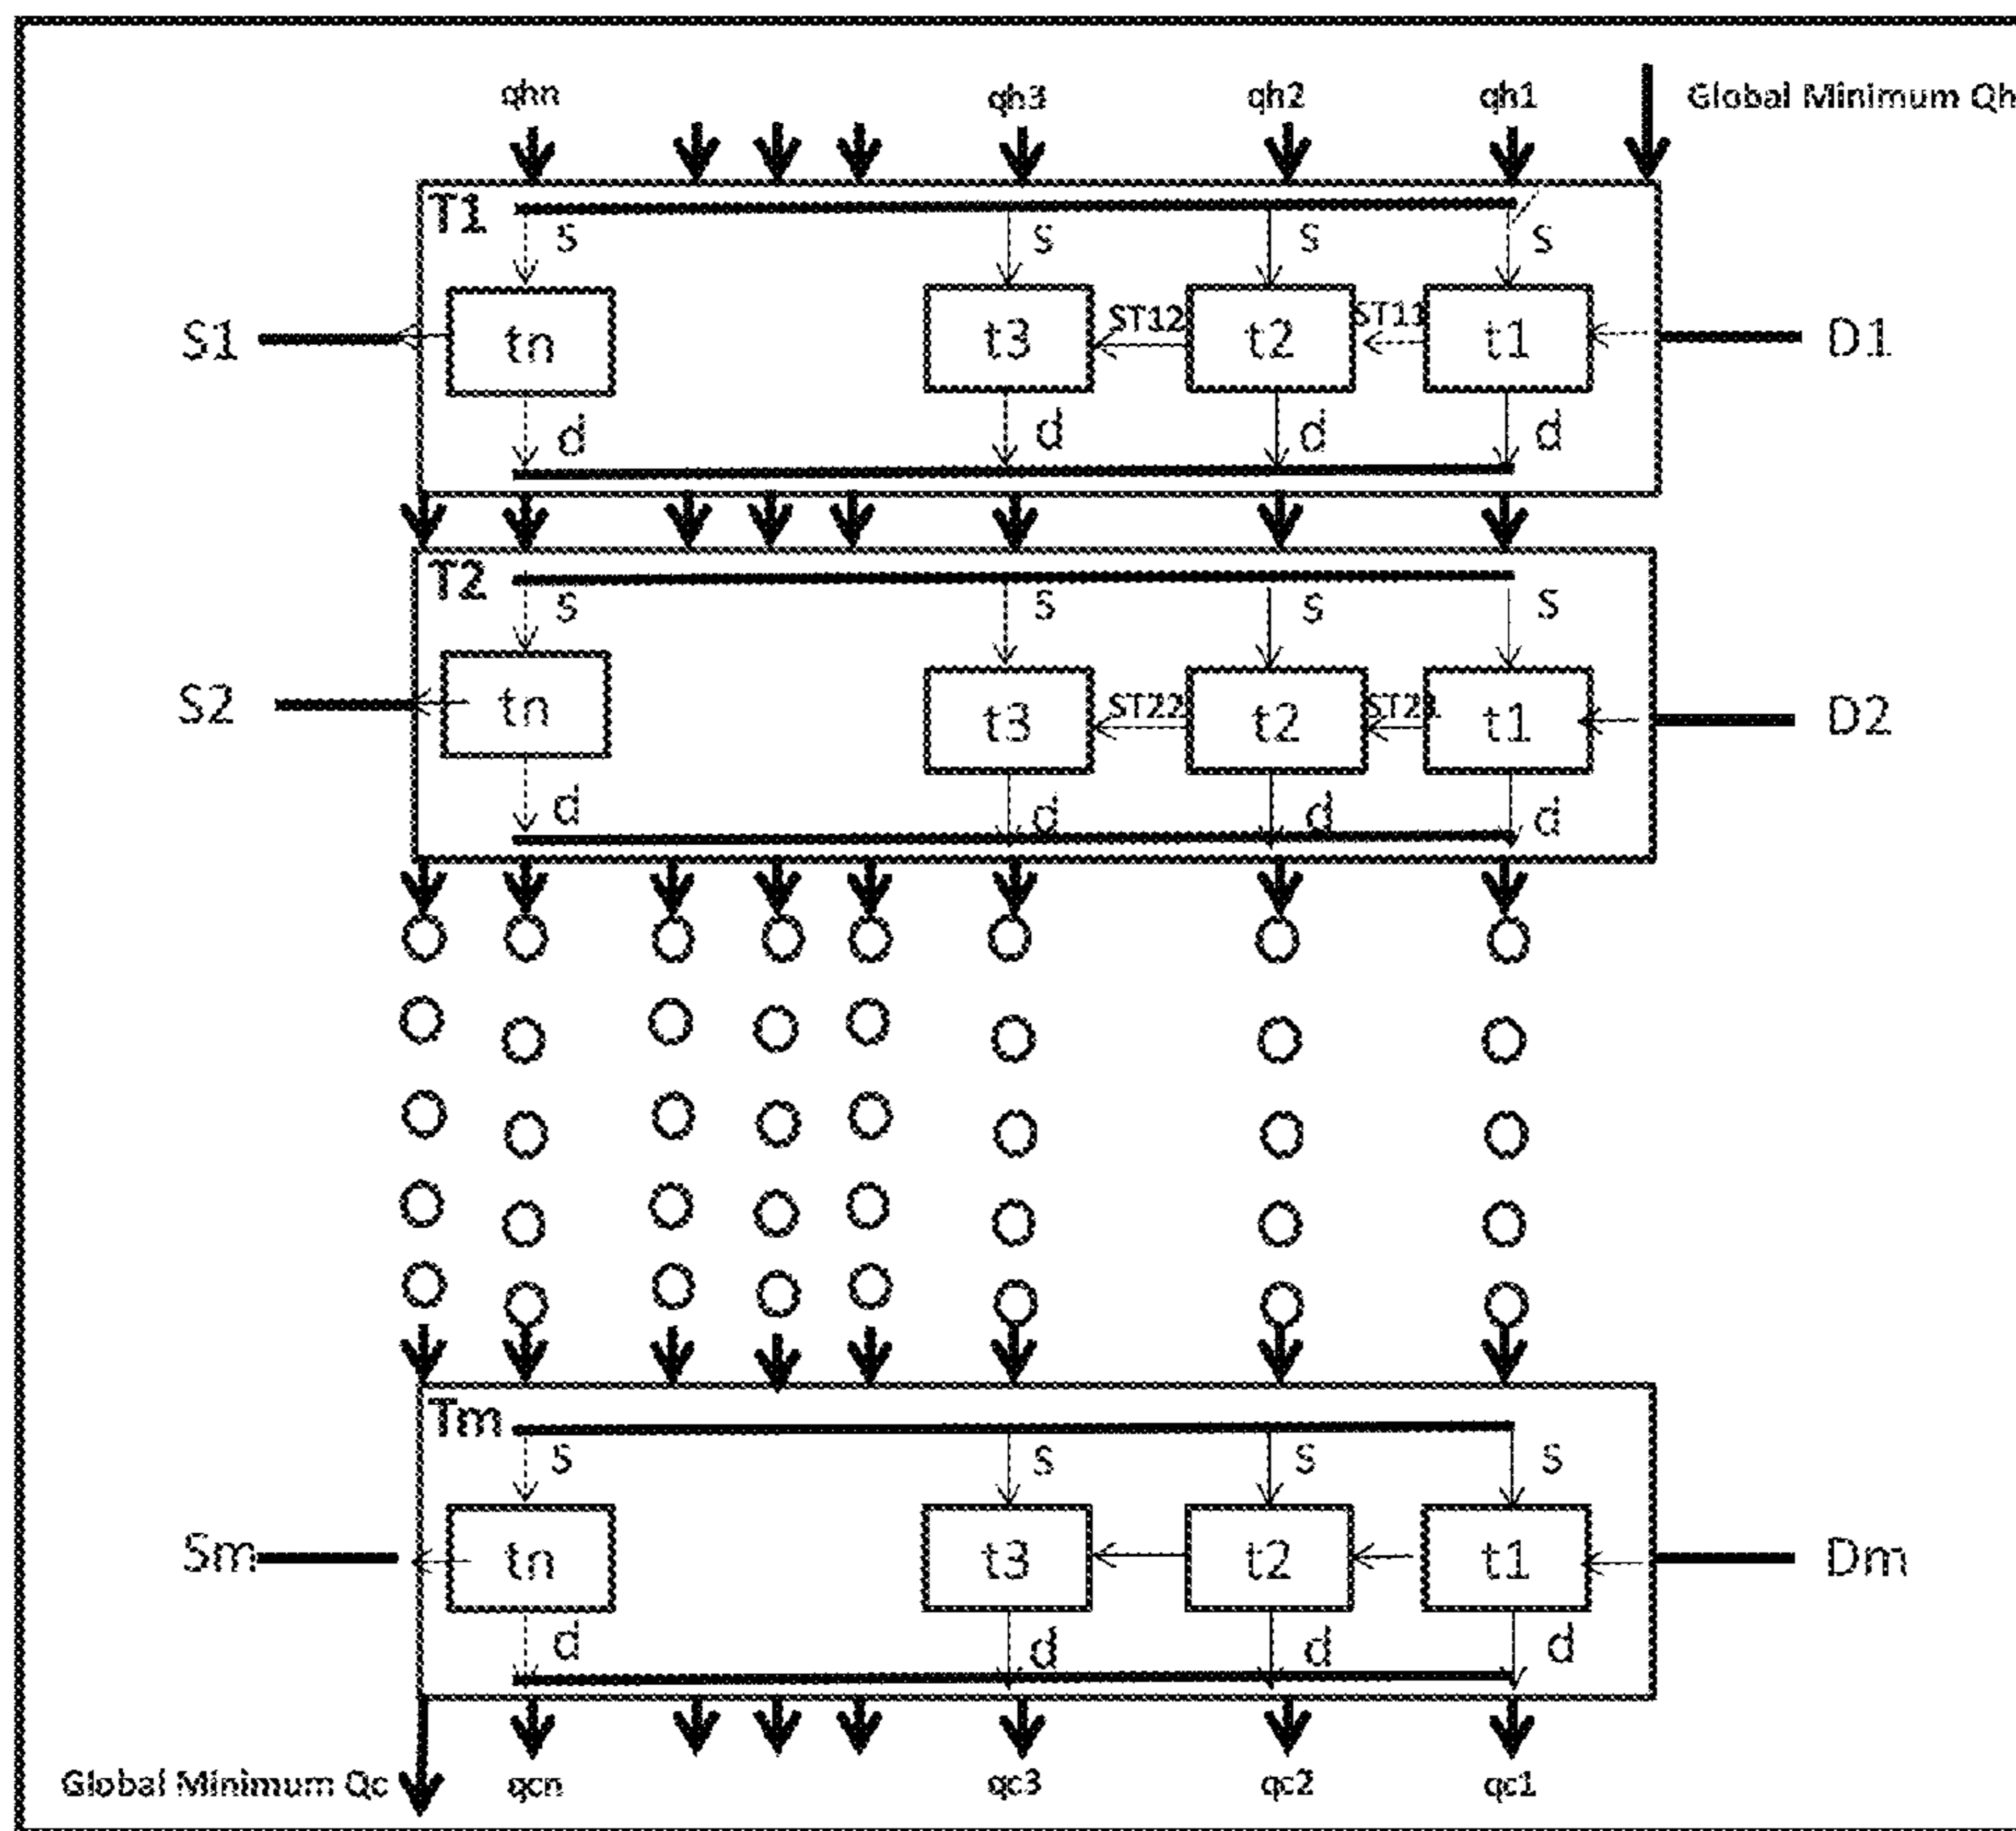 qhn qh3 qh2 qh1 Global Minimum Qh
T1
s s s s
S1 tn t3 ST12 t2 ST11 t1 D1
d d d d
T2
s s s s
S2 tn t3 ST22 t2 ST21 t1 D2
d d d d
Tm
s s s s
Sm tn t3 t2 t1 Dm
d d d d
Global Minimum Qc qcn qc3 qc2 qc1